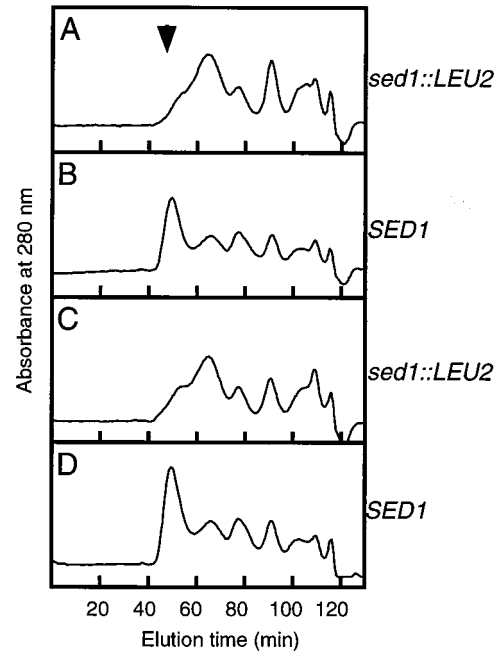 A
sed1::LEU2
B
SED1
C
sed1::LEU2
D
SED1
Absorbance at 280 nm
20 40 60 80 100 120
Elution time (min)